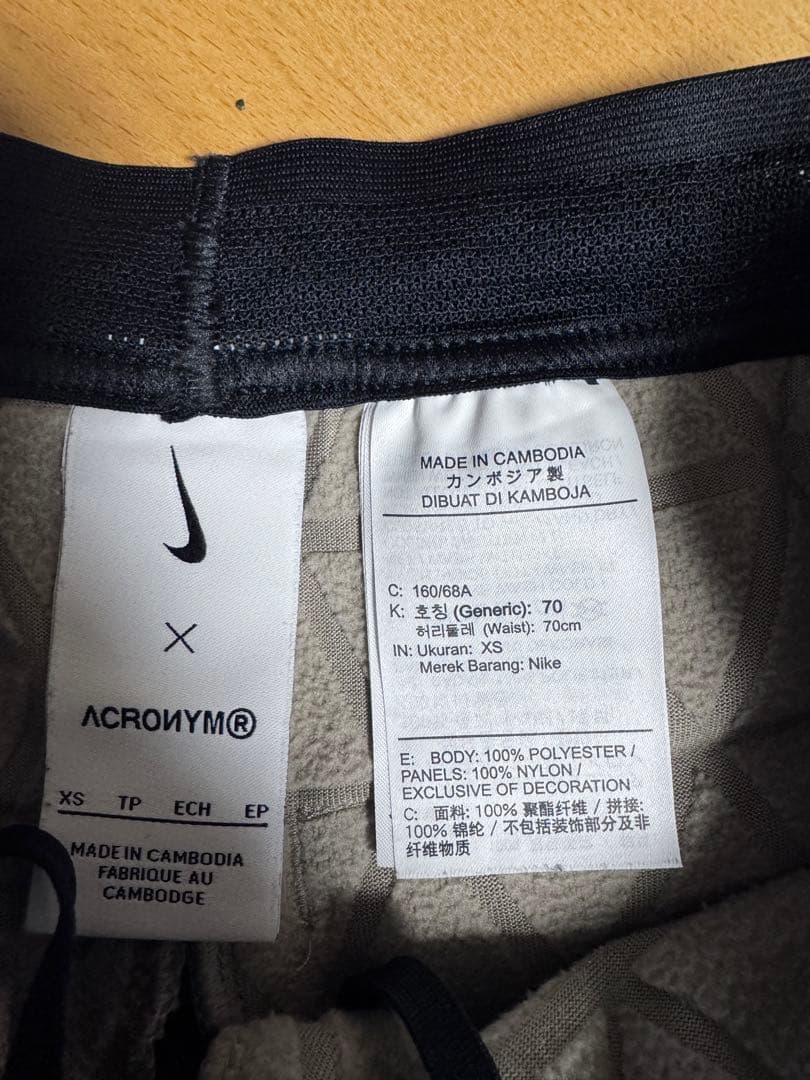 ×
ACRONYM®
XS TP ECH EP
MADE IN CAMBODIA
FABRIQUE AU
CAMBODGE
MADE IN CAMBODIA
カンボジア製
DIBUAT DI KAMBOJA
C: 160/68A
K: 호칭 (Generic): 70
허리둘레 (Waist): 70cm
IN: Ukuran: XS
Merek Barang: Nike
E: BODY: 100% POLYESTER /
PANELS: 100% NYLON /
EXCLUSIVE OF DECORATION
C: 面料: 100% 聚酯纤维 / 拼接:
100% 锦纶 / 不包括装饰部分及非
纤维物质